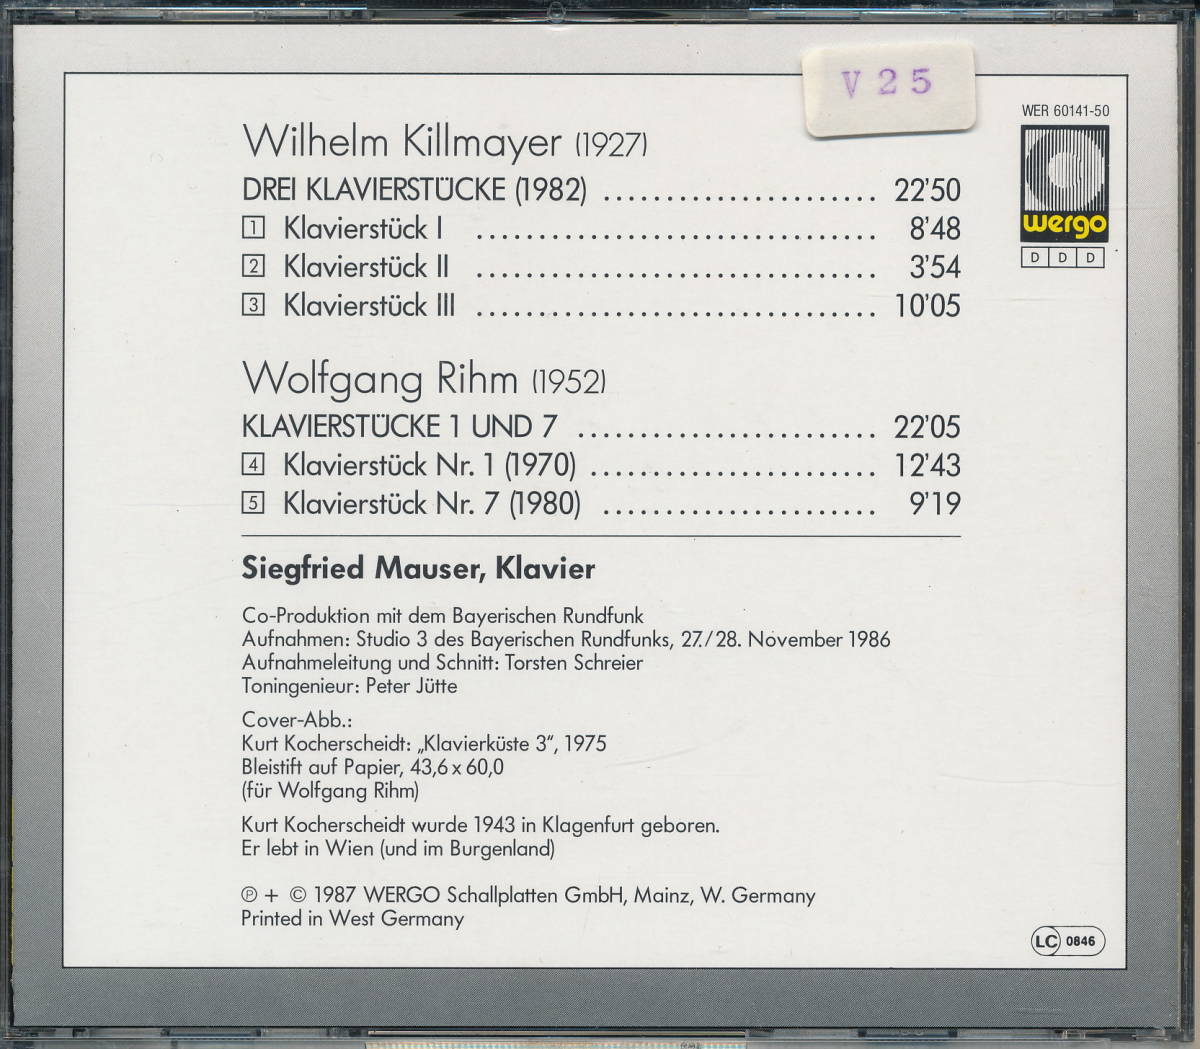 V 25
WER 60141-50
wergo
D D D
Wilhelm Killmayer (1927)
DREI KLAVIERSTÜCKE (1982) ...................... 22'50
1 Klavierstück I ................................ 8'48
2 Klavierstück II ................................ 3'54
3 Klavierstück III ................................ 10'05
Wolfgang Rihm (1952)
KLAVIERSTÜCKE 1 UND 7 ........................ 22'05
4 Klavierstück Nr. 1 (1970) ....................... 12'43
5 Klavierstück Nr. 7 (1980) ...................... 9'19
Siegfried Mauser, Klavier
Co-Produktion mit dem Bayerischen Rundfunk
Aufnahmen: Studio 3 des Bayerischen Rundfunks, 27./28. November 1986
Aufnahmeleitung und Schnitt: Torsten Schreier
Toningenieur: Peter Jütte
Cover-Abb.:
Kurt Kocherscheidt: „Klavierküste 3“, 1975
Bleistift auf Papier, 43,6 x 60,0
(für Wolfgang Rihm)
Kurt Kocherscheidt wurde 1943 in Klagenfurt geboren.
Er lebt in Wien (und im Burgenland)
℗ + © 1987 WERGO Schallplatten GmbH, Mainz, W. Germany
Printed in West Germany
LC 0846